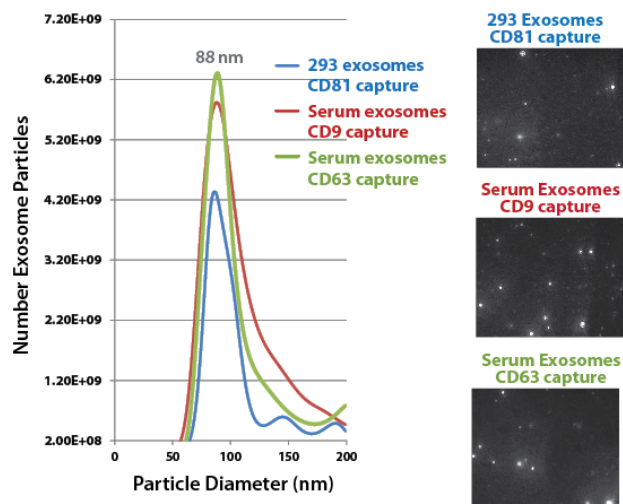 7.20E+09
6.20E+09
5.20E+09
4.20E+09
3.20E+09
2.20E+09
1.20E+09
2.00E+08
Number Exosome Particles
0
50
100
150
200
Particle Diameter (nm)
88 nm
293 exosomes
CD81 capture
Serum exosomes
CD9 capture
Serum exosomes
CD63 capture
293 Exosomes
CD81 capture
Serum Exosomes
CD9 capture
Serum Exosomes
CD63 capture